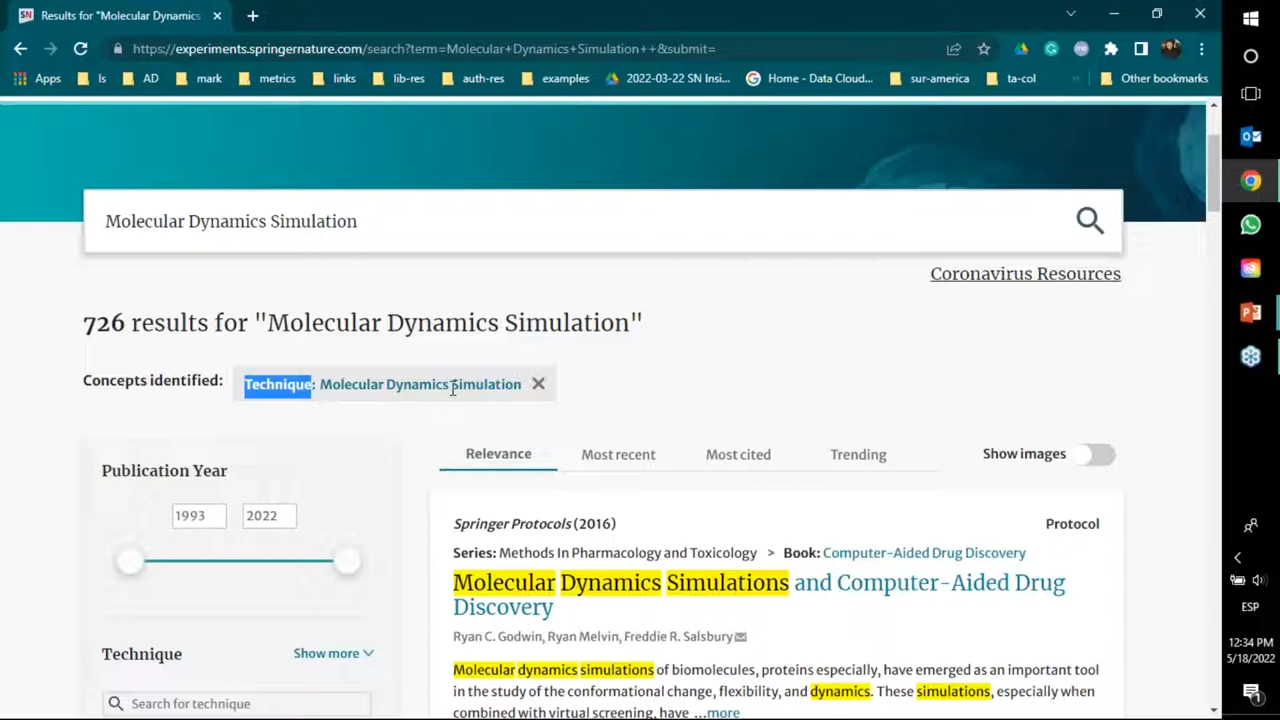 SN Results for "Molecular Dynamics
https://experiments.springernature.com/search?term=Molecular+Dynamics+Simulation++&submit=
Apps ls AD mark metrics links lib-res auth-res examples 2022-03-22 SN Insi... Home - Data Cloud... sur-america ta-col » Other bookmarks
Molecular Dynamics Simulation
Coronavirus Resources
726 results for "Molecular Dynamics Simulation"
Concepts identified: Technique: Molecular Dynamics Simulation
Publication Year
1993 2022
Technique Show more
Search for technique
Relevance Most recent Most cited Trending Show images
Springer Protocols (2016) Protocol
Series: Methods In Pharmacology and Toxicology > Book: Computer-Aided Drug Discovery
Molecular Dynamics Simulations and Computer-Aided Drug
Discovery
Ryan C. Godwin, Ryan Melvin, Freddie R. Salsbury
Molecular dynamics simulations of biomolecules, proteins especially, have emerged as an important tool
in the study of the conformational change, flexibility, and dynamics. These simulations, especially when
combined with virtual screening, have ...more
ESP
12:34 PM
5/18/2022
1